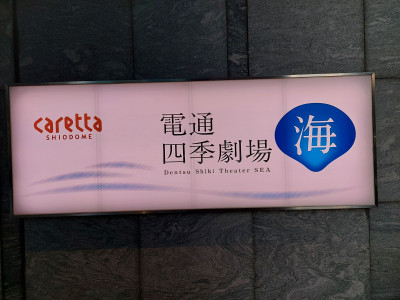 caretta
SHIODOME
電通
四季劇場
海
Dentsu Shiki Theater SEA